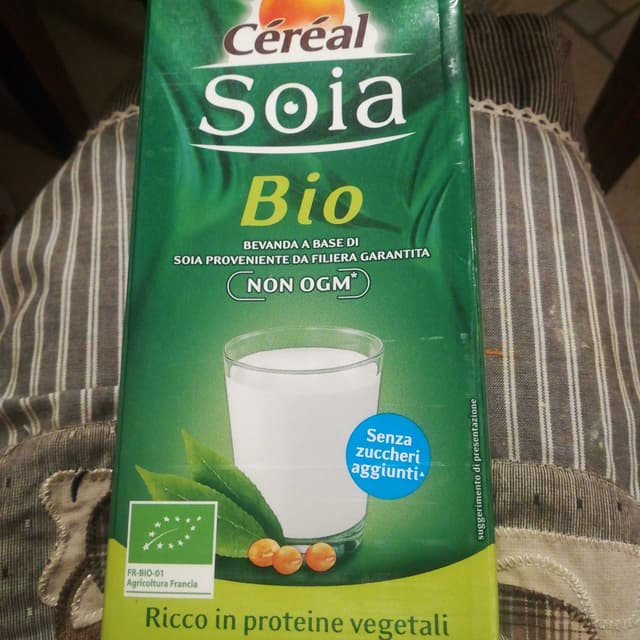 Céréal
Soia
Bio
BEVANDA A BASE DI
SOIA PROVENIENTE DA FILIERA GARANTITA
NON OGM*
Senza
zuccheri
aggiunti▲
suggerimento di presentazione
FR-BIO-01
Agricoltura Francia
Ricco in proteine vegetali